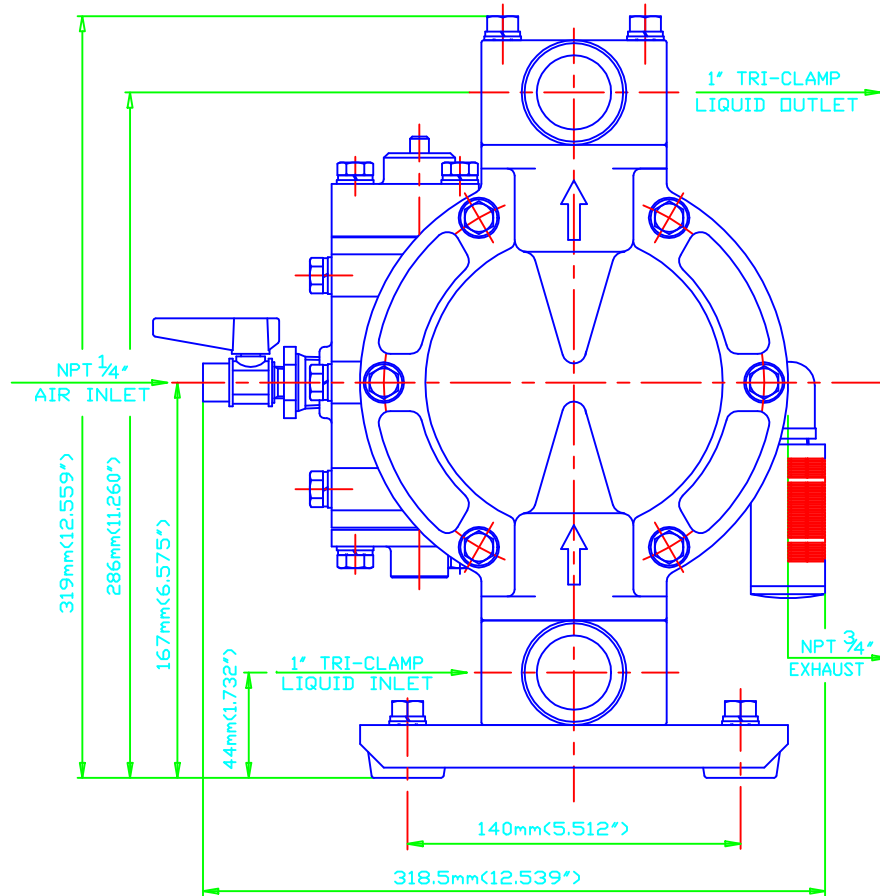 1″ TRI-CLAMP
LIQUID OUTLET
NPT 1/4″
AIR INLET
319mm(12.559″)
286mm(11.260″)
167mm(6.575″)
44mm(1.732″)
1″ TRI-CLAMP
LIQUID INLET
NPT 3/4″
EXHAUST
140mm(5.512″)
318.5mm(12.539″)